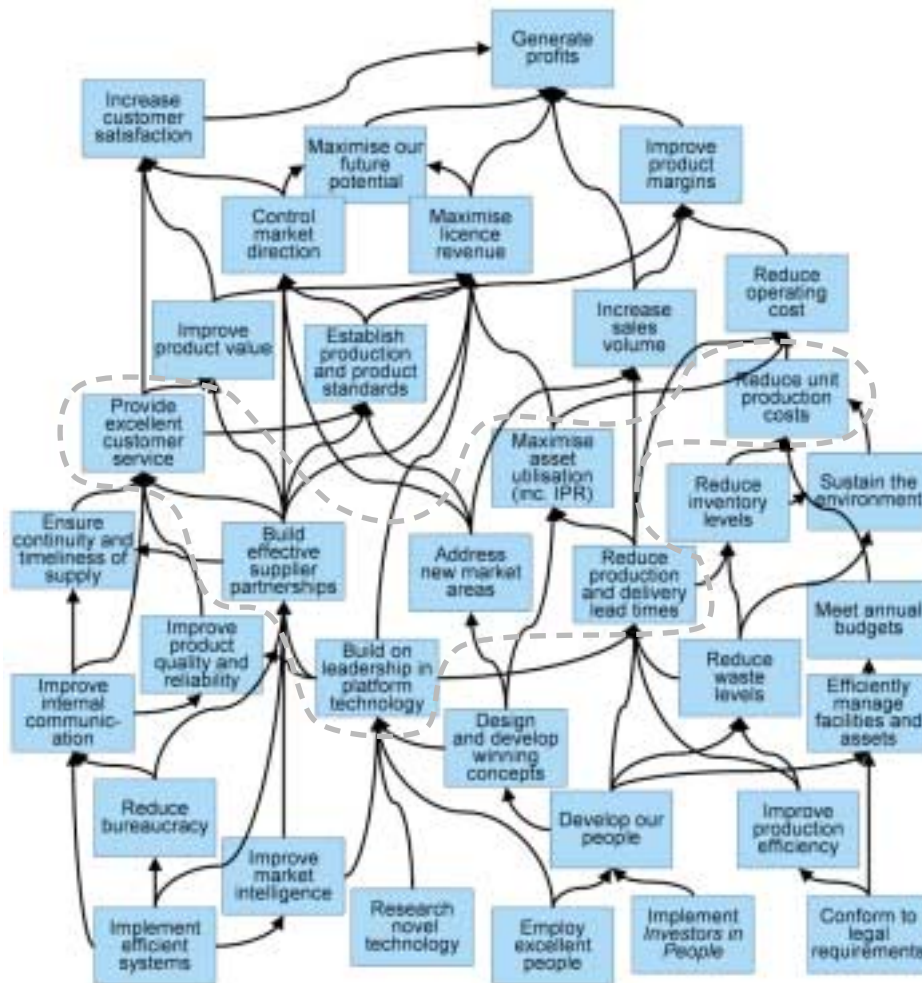 Generate
profits
Increase
customer
satisfaction
Maximise our
future
potential
Improve
product
margins
Control
market
direction
Maximise
licence
revenue
Reduce
operating
cost
Improve
product value
Establish
production
and product
standards
Increase
sales
volume
Reduce unit
production
costs
Provide
excellent
customer
service
Maximise
asset
utilisation
(inc. IPR)
Reduce
inventory
levels
Sustain the
environment
Ensure
continuity and
timeliness of
supply
Build
effective
supplier
partnerships
Address
new market
areas
Reduce
production
and delivery
lead times
Meet annual
budgets
Improve
product
quality and
reliability
Build on
leadership in
platform
technology
Reduce
waste
levels
Improve
internal
communic-
ation
Efficiently
manage
facilities and
assets
Design
and develop
winning
concepts
Reduce
bureaucracy
Develop our
people
Improve
production
efficiency
Improve
market
intelligence
Implement
efficient
systems
Research
novel
technology
Employ
excellent
people
Implement
Investors in
People
Conform to
legal
requirements